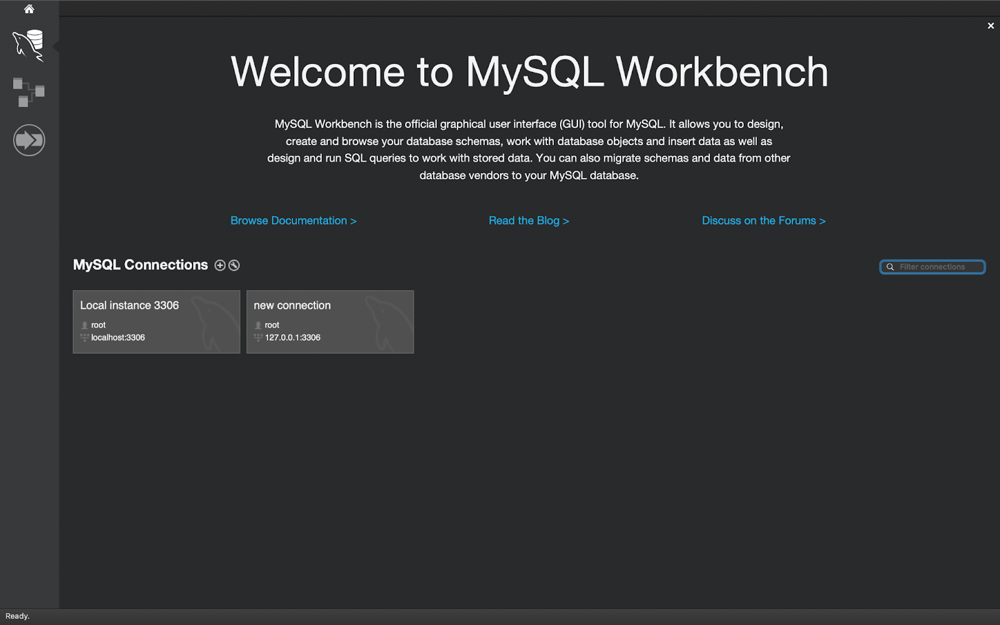 Welcome to MySQL Workbench
MySQL Workbench is the official graphical user interface (GUI) tool for MySQL. It allows you to design,
create and browse your database schemas, work with database objects and insert data as well as
design and run SQL queries to work with stored data. You can also migrate schemas and data from other
database vendors to your MySQL database.
Browse Documentation >
Read the Blog >
Discuss on the Forums >
MySQL Connections
Filter connections
Local instance 3306
root
localhost:3306
new connection
root
127.0.0.1:3306
Ready.